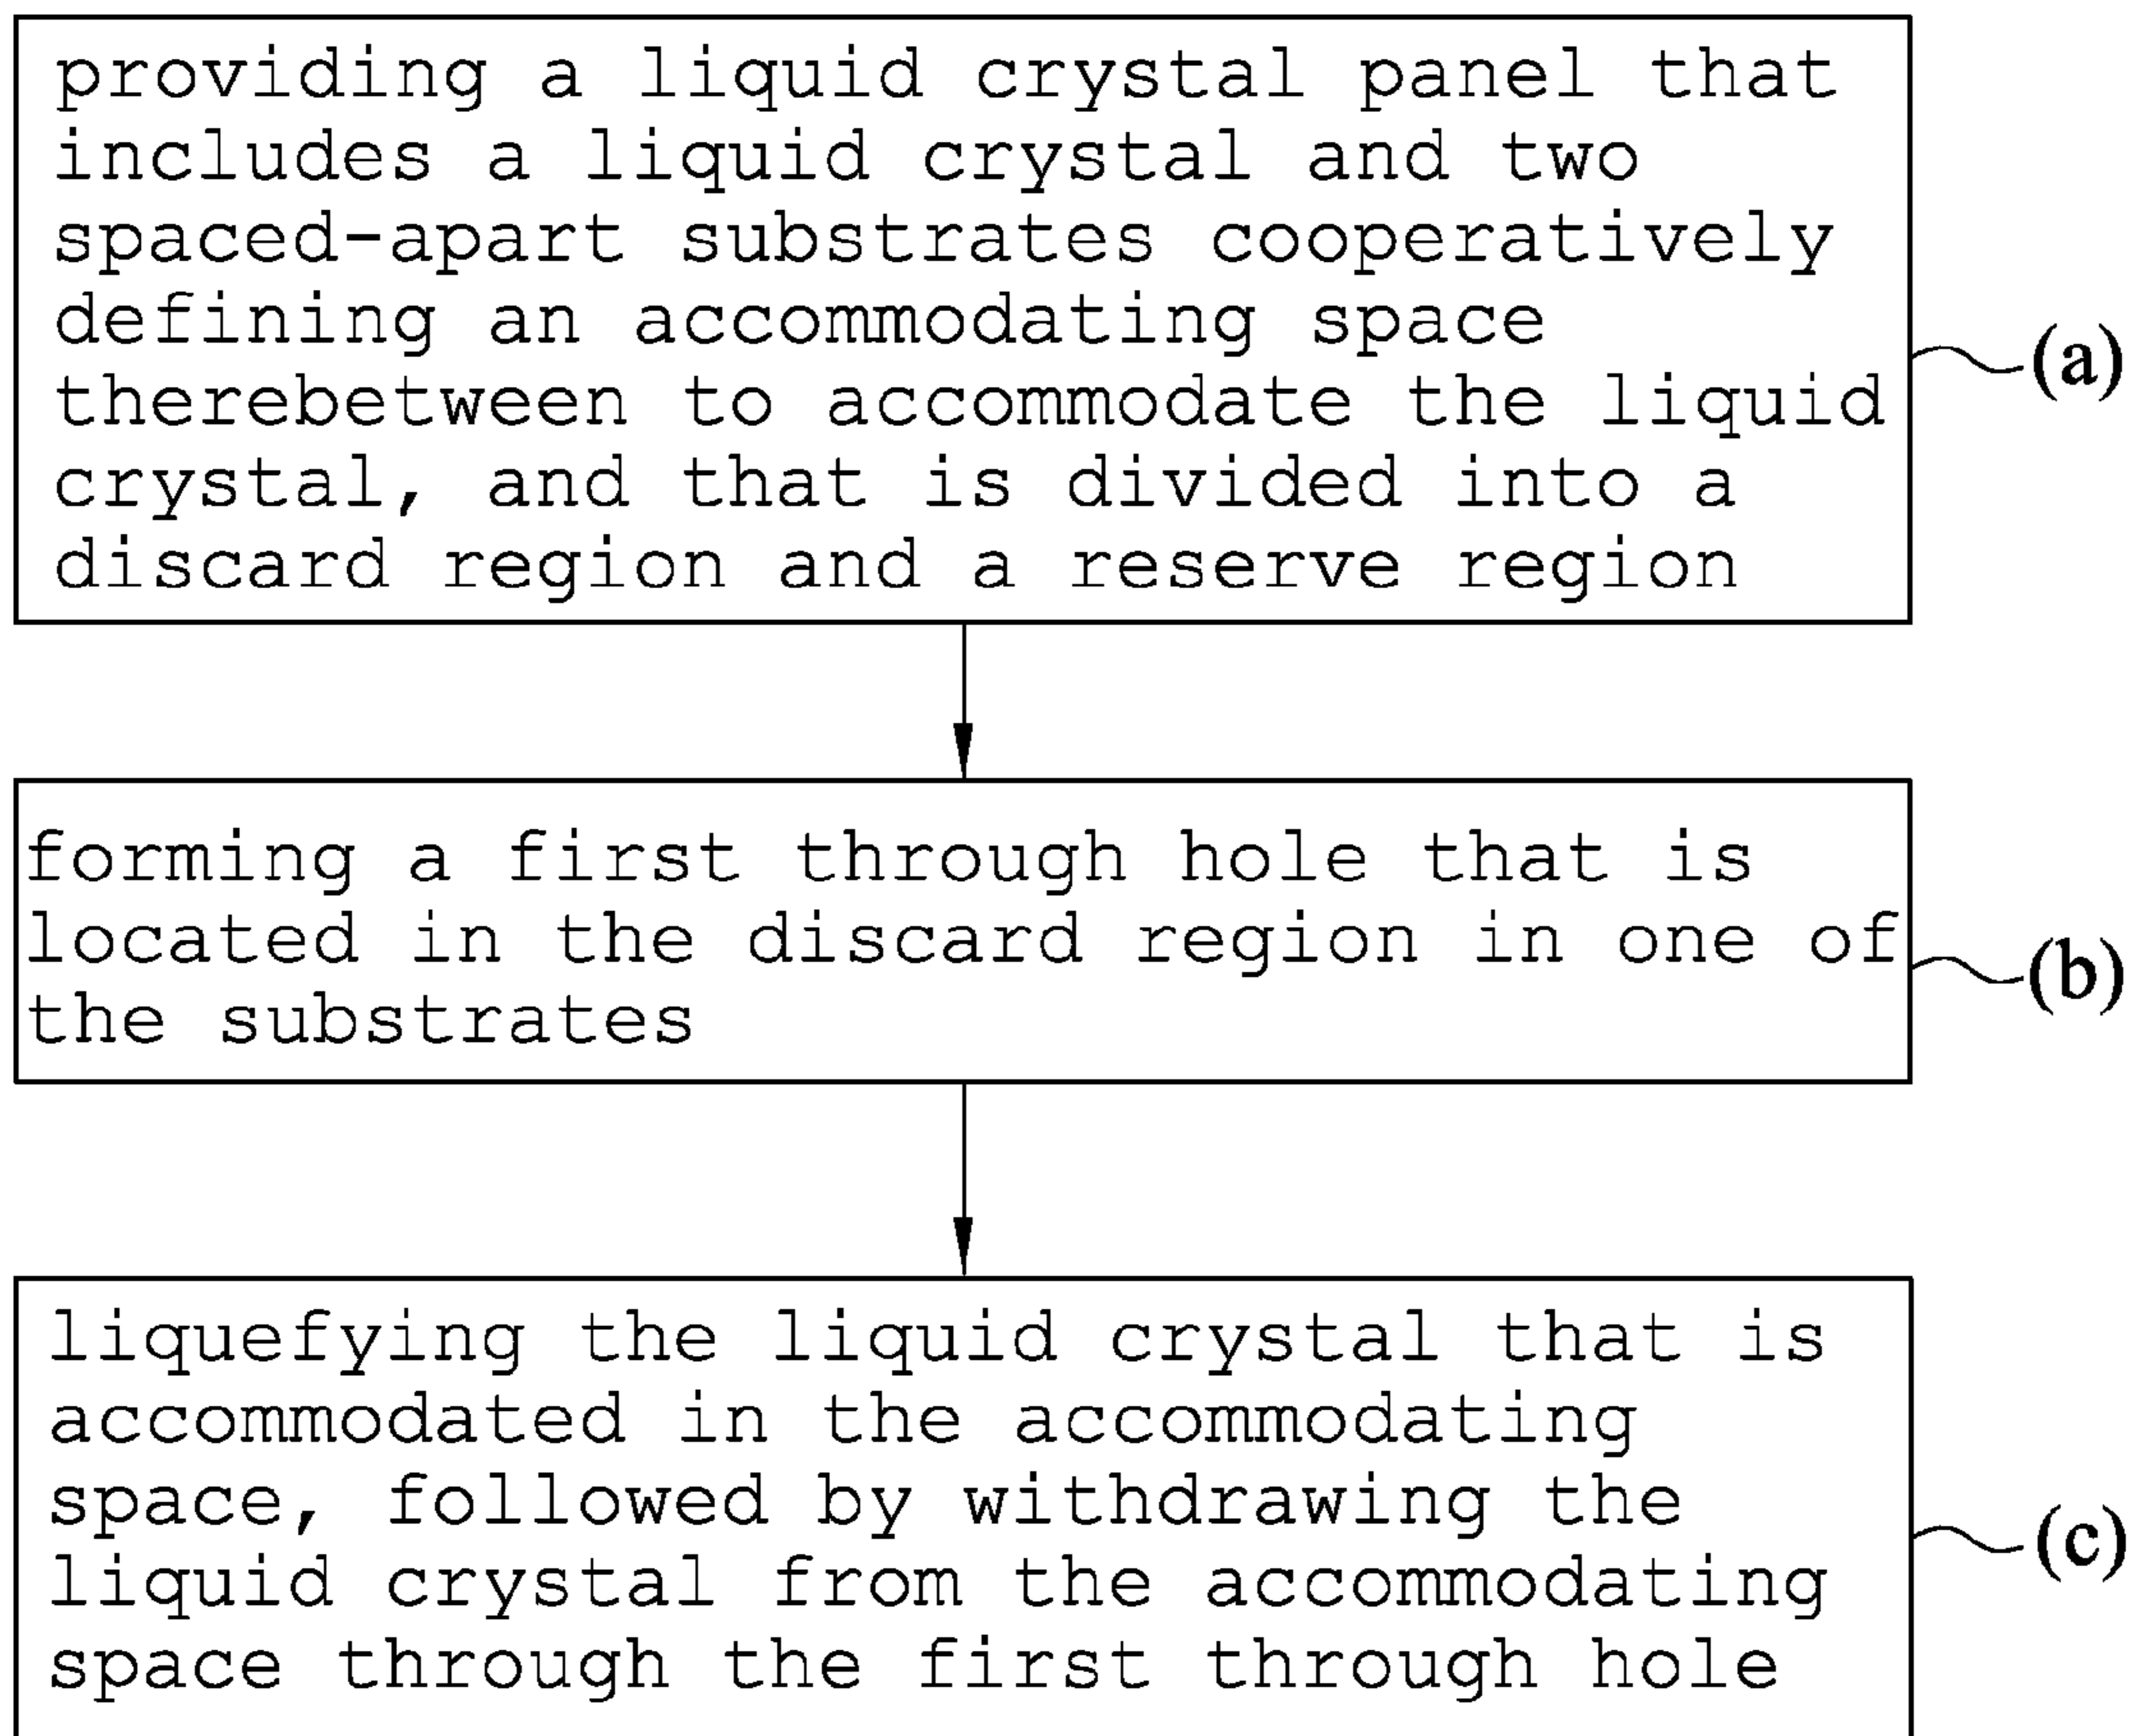 providing a liquid crystal panel that
includes a liquid crystal and two
spaced-apart substrates cooperatively
defining an accommodating space
therebetween to accommodate the liquid
crystal, and that is divided into a
discard region and a reserve region
(a)
forming a first through hole that is
located in the discard region in one of
the substrates
(b)
liquefying the liquid crystal that is
accommodated in the accommodating
space, followed by withdrawing the
liquid crystal from the accommodating
space through the first through hole
(c)